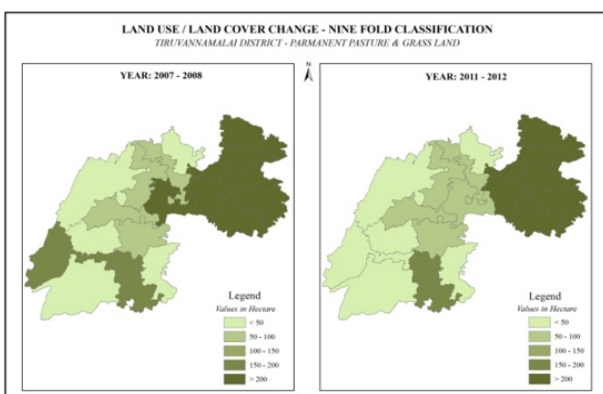 LAND USE / LAND COVER CHANGE - NINE FOLD CLASSIFICATION
TIRUVANNAMALAI DISTRICT - PARMANENT PASTURE & GRASS LAND
YEAR: 2007 - 2008
N
YEAR: 2011 - 2012
Legend
Values in Hectare
< 50
50 - 100
100 - 150
150 - 200
> 200
Legend
Values in Hectare
< 50
50 - 100
100 - 150
150 - 200
> 200